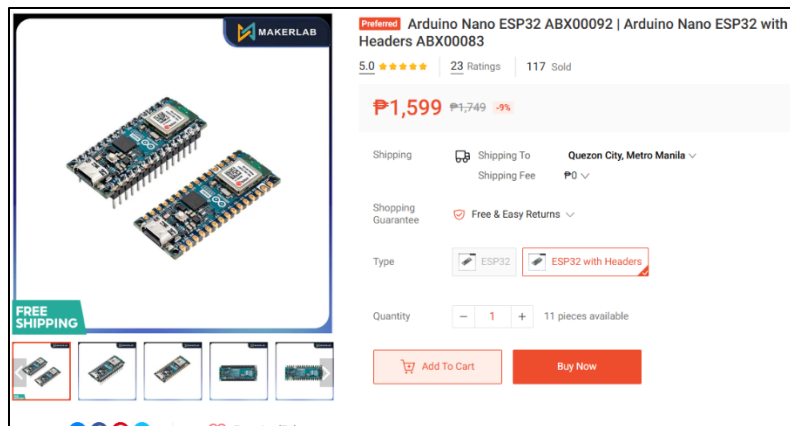 MAKERLAB
FREE
SHIPPING
Preferred Arduino Nano ESP32 ABX00092 | Arduino Nano ESP32 with
Headers ABX00083
5.0 23 Ratings 117 Sold
₱1,599 ₱1,749 -9%
Shipping Shipping To Quezon City, Metro Manila
Shipping Fee ₱0
Shopping
Guarantee Free & Easy Returns
Type ESP32 ESP32 with Headers
Quantity − 1 + 11 pieces available
Add To Cart Buy Now